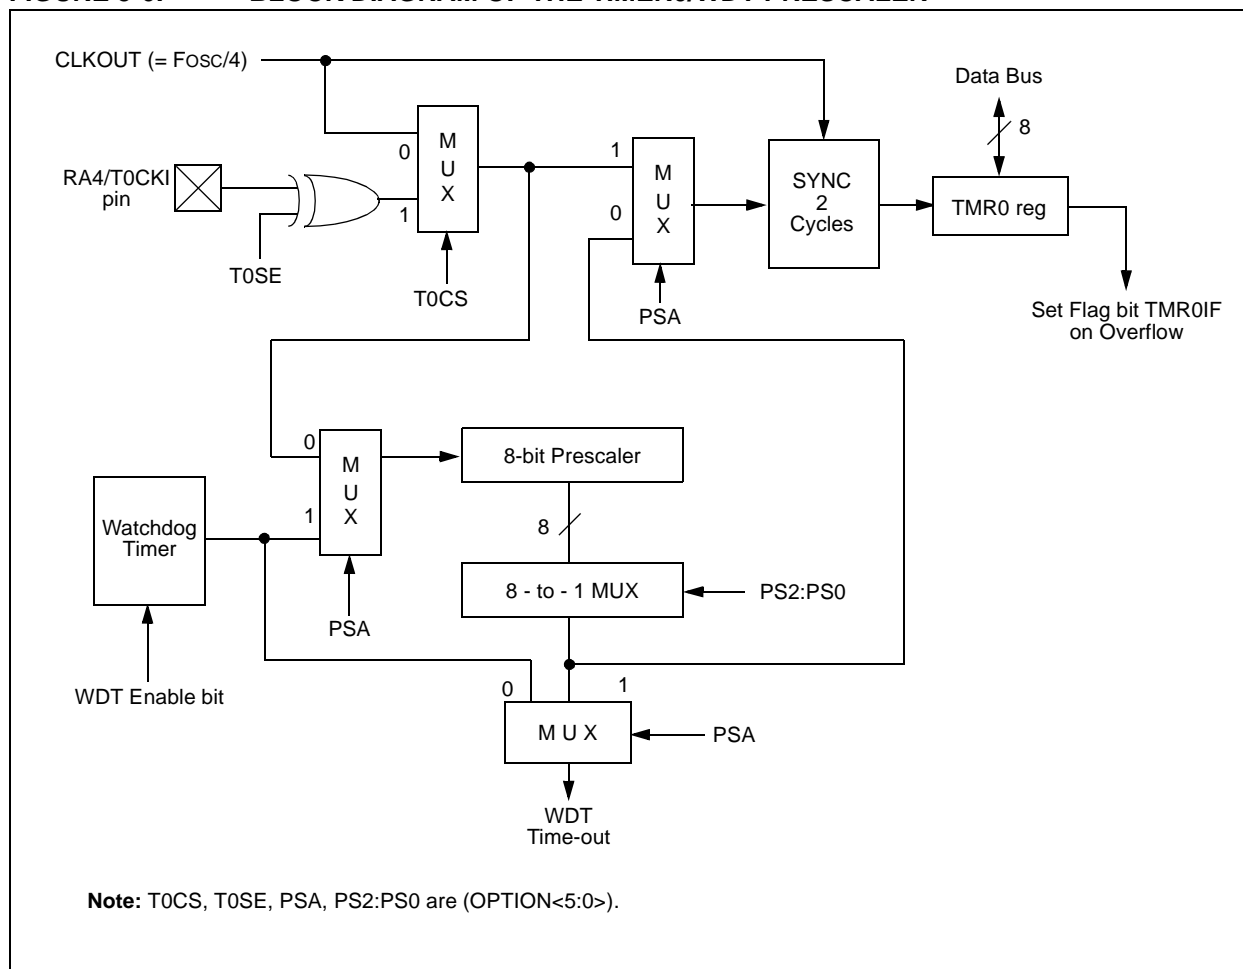 CLKOUT (= FOSC/4)
Data Bus
8
M
U
X
0
1
RA4/T0CKI
pin
T0SE
T0CS
1
0
M
U
X
PSA
SYNC
2
Cycles
TMR0 reg
Set Flag bit TMR0IF
on Overflow
0
1
M
U
X
8-bit Prescaler
Watchdog
Timer
8
8 - to - 1 MUX
PS2:PS0
PSA
WDT Enable bit
0
1
M U X
PSA
WDT
Time-out
Note: T0CS, T0SE, PSA, PS2:PS0 are (OPTION<5:0>).